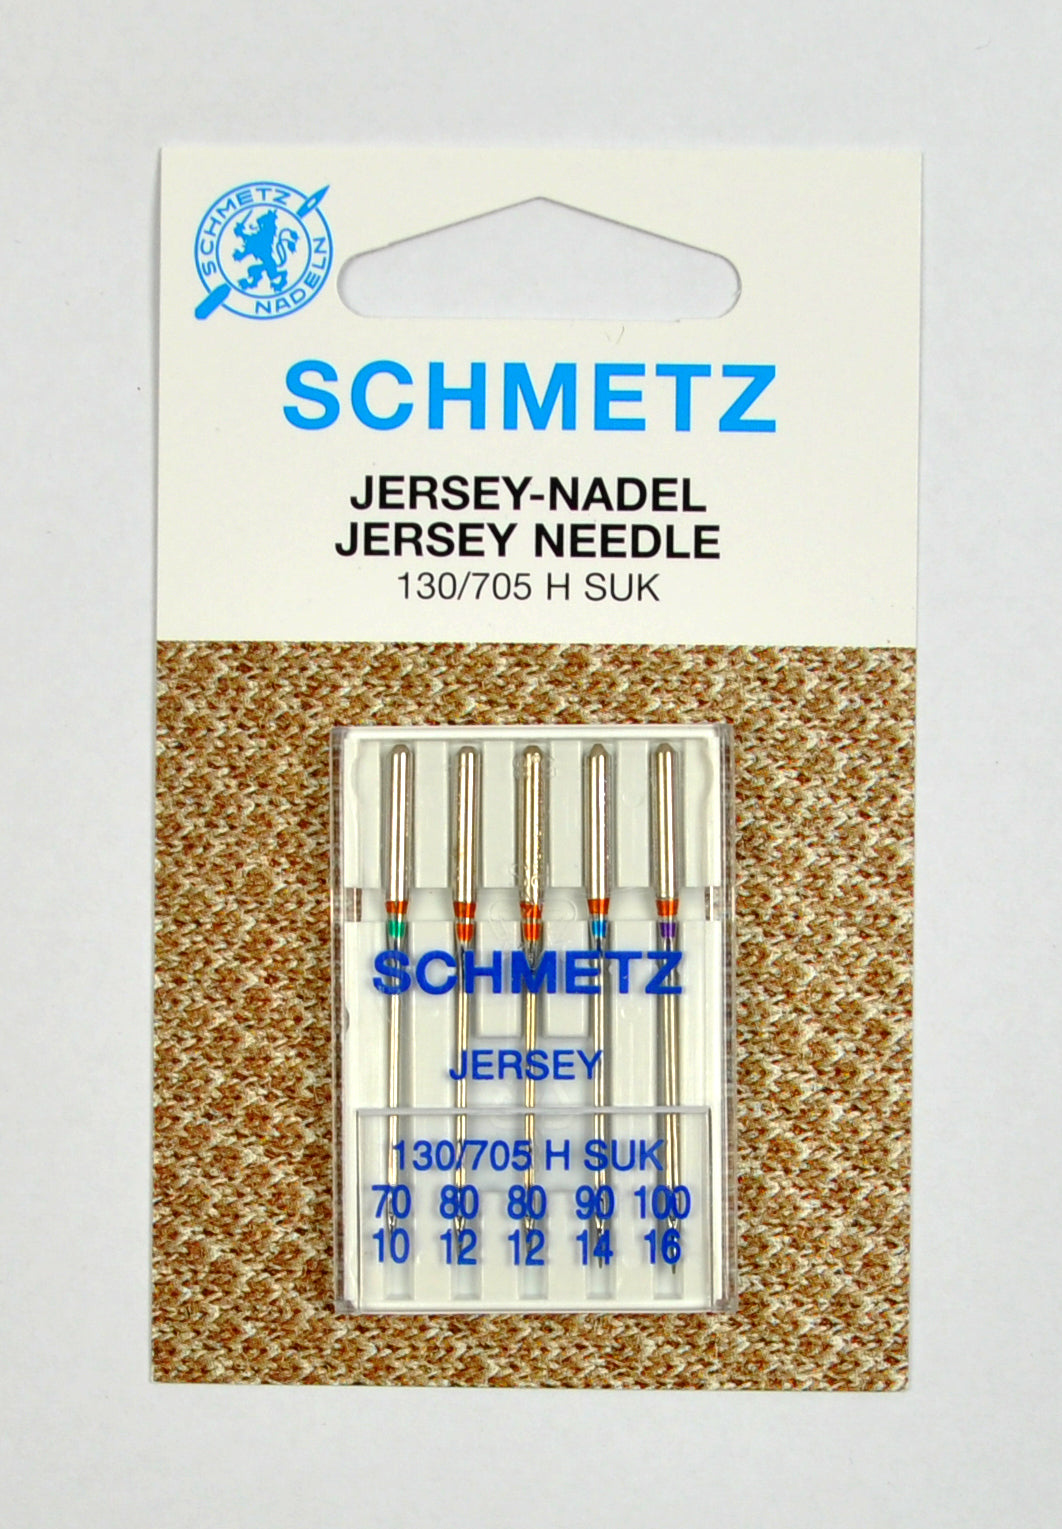 SCHMETZ
NADELN
SCHMETZ
JERSEY-NADEL
JERSEY NEEDLE
130/705 H SUK
SCHMETZ
JERSEY
130/705 H SUK
70 80 80 90 100
10 12 12 14 16